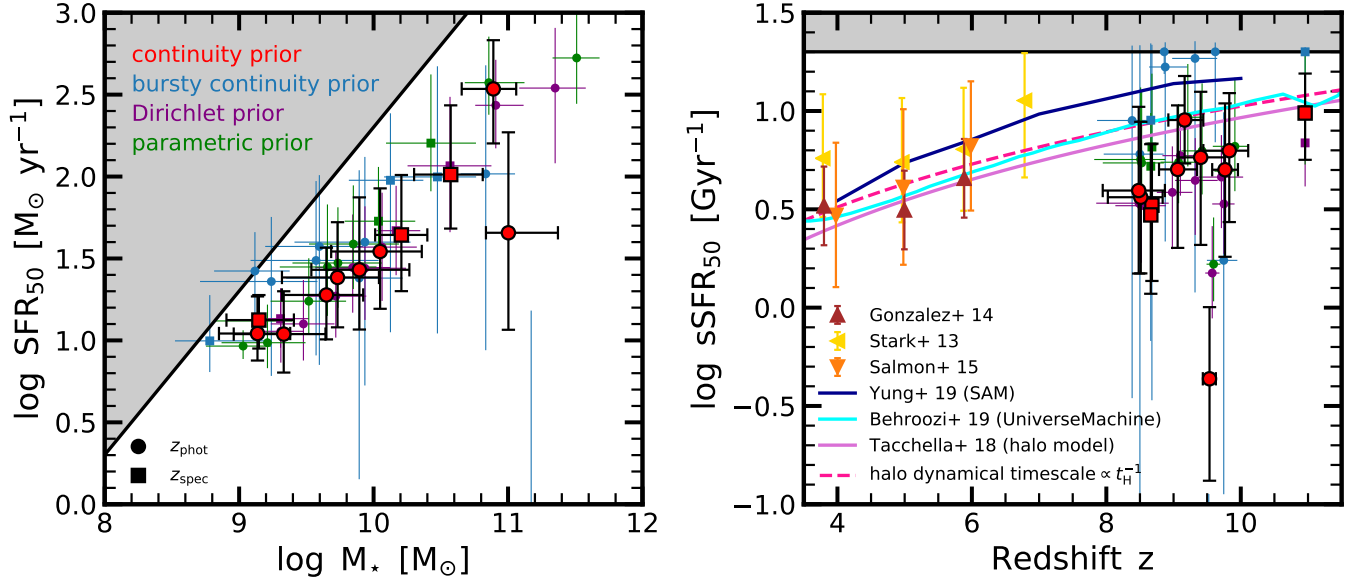 log SFR₅₀ [M⊙ yr⁻¹]
3.0
2.5
2.0
1.5
1.0
0.5
0.0
continuity prior
bursty continuity prior
Dirichlet prior
parametric prior
z_phot
z_spec
8
9
10
11
12
log M⋆ [M⊙]
log sSFR₅₀ [Gyr⁻¹]
1.5
1.0
0.5
0.0
−0.5
−1.0
Gonzalez+ 14
Stark+ 13
Salmon+ 15
Yung+ 19 (SAM)
Behroozi+ 19 (UniverseMachine)
Tacchella+ 18 (halo model)
halo dynamical timescale ∝ t_H⁻¹
4
6
8
10
Redshift z